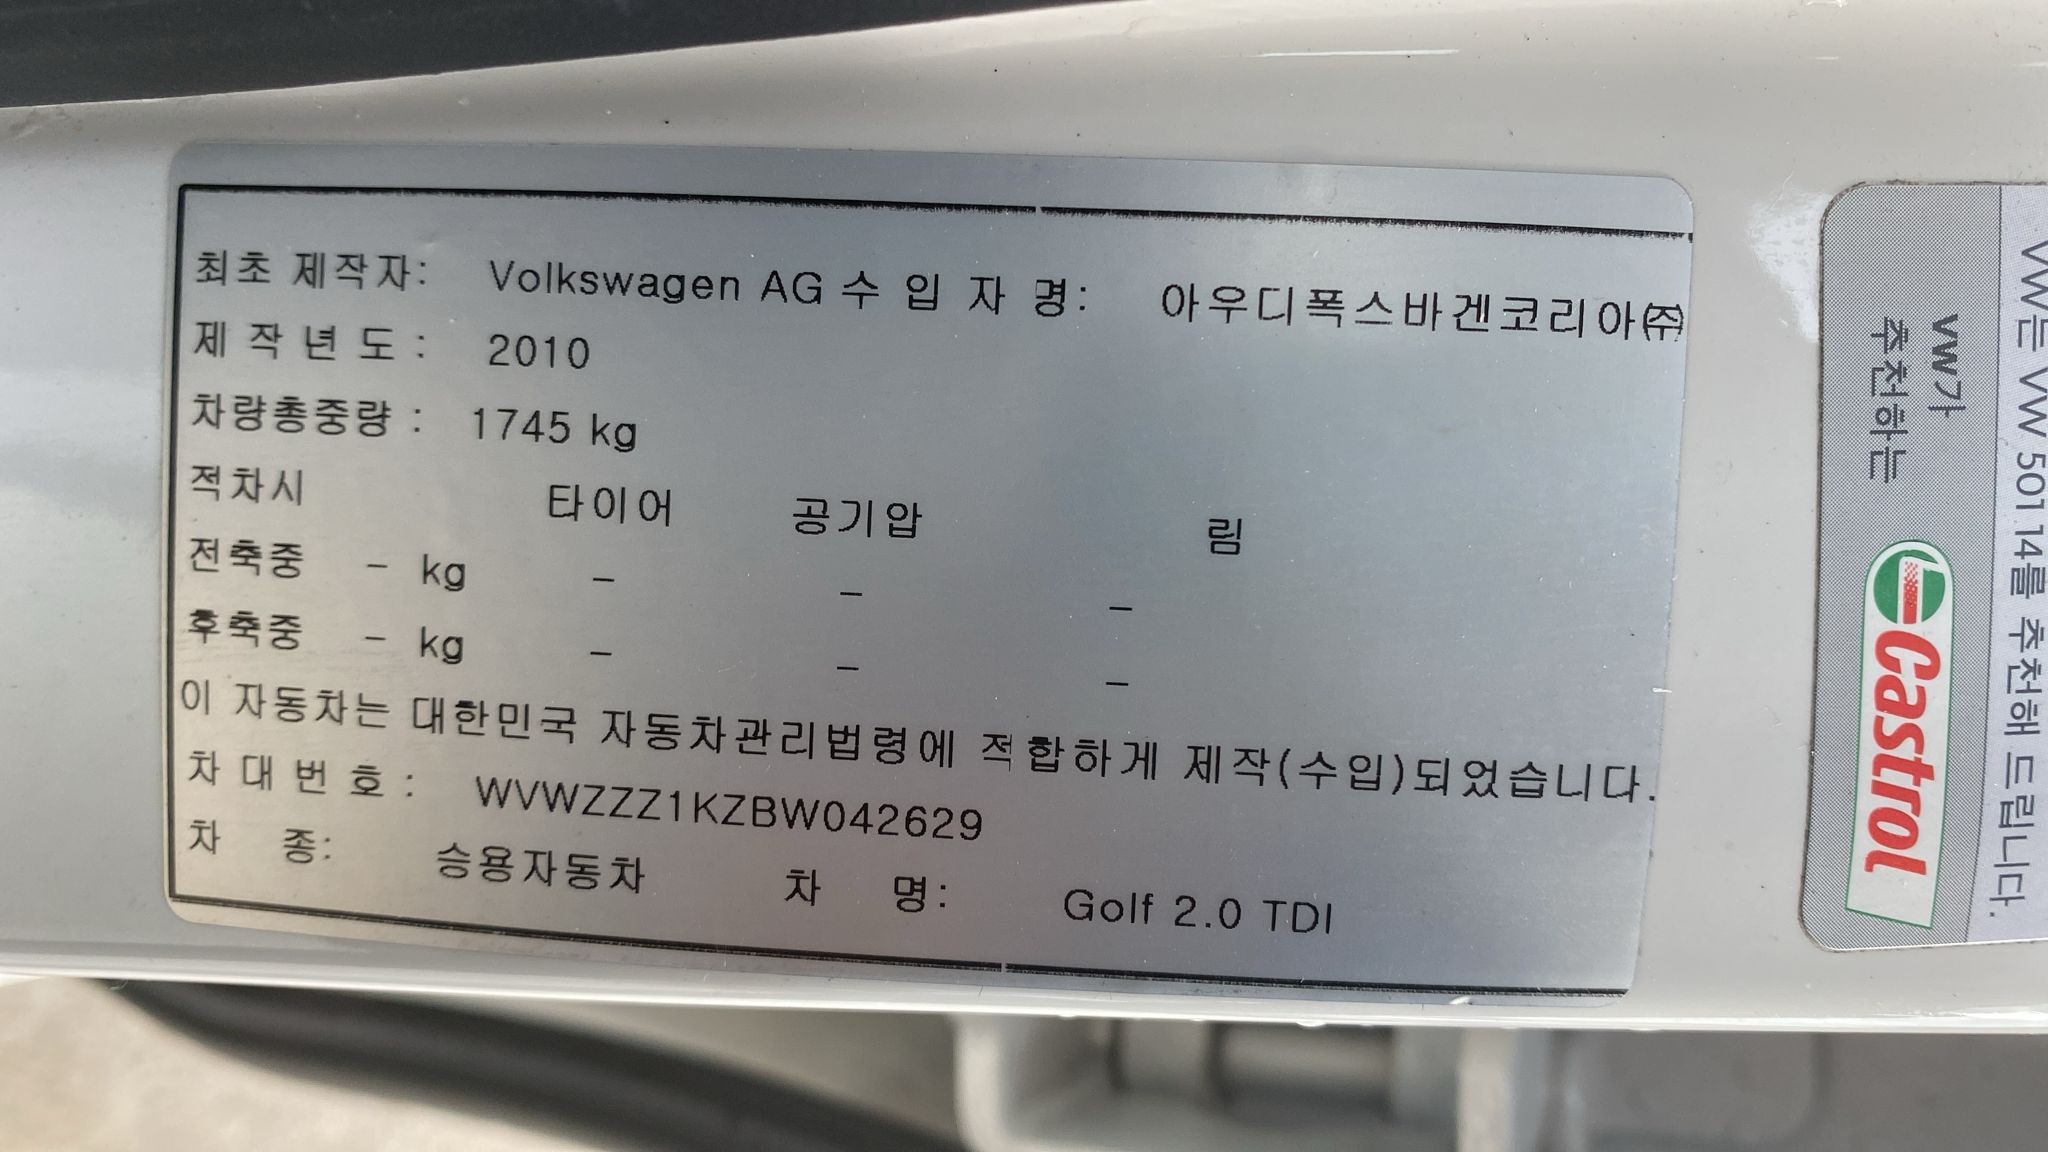 최초 제작자: Volkswagen AG 수 입 자 명: 아우디폭스바겐코리아㈜
제 작 년 도 : 2010
차량총중량 : 1745 kg
적차시 타이어 공기압 림
전축중 - kg - - -
후축중 - kg - - -
이 자동차는 대한민국 자동차관리법령에 적합하게 제작(수입)되었습니다.
차 대 번 호 : WVWZZZ1KZBW042629
차 종: 승용자동차 차 명: Golf 2.0 TDI
VW는 VW 501 14를 추천해 드립니다.
VW가
추천하는
Castrol